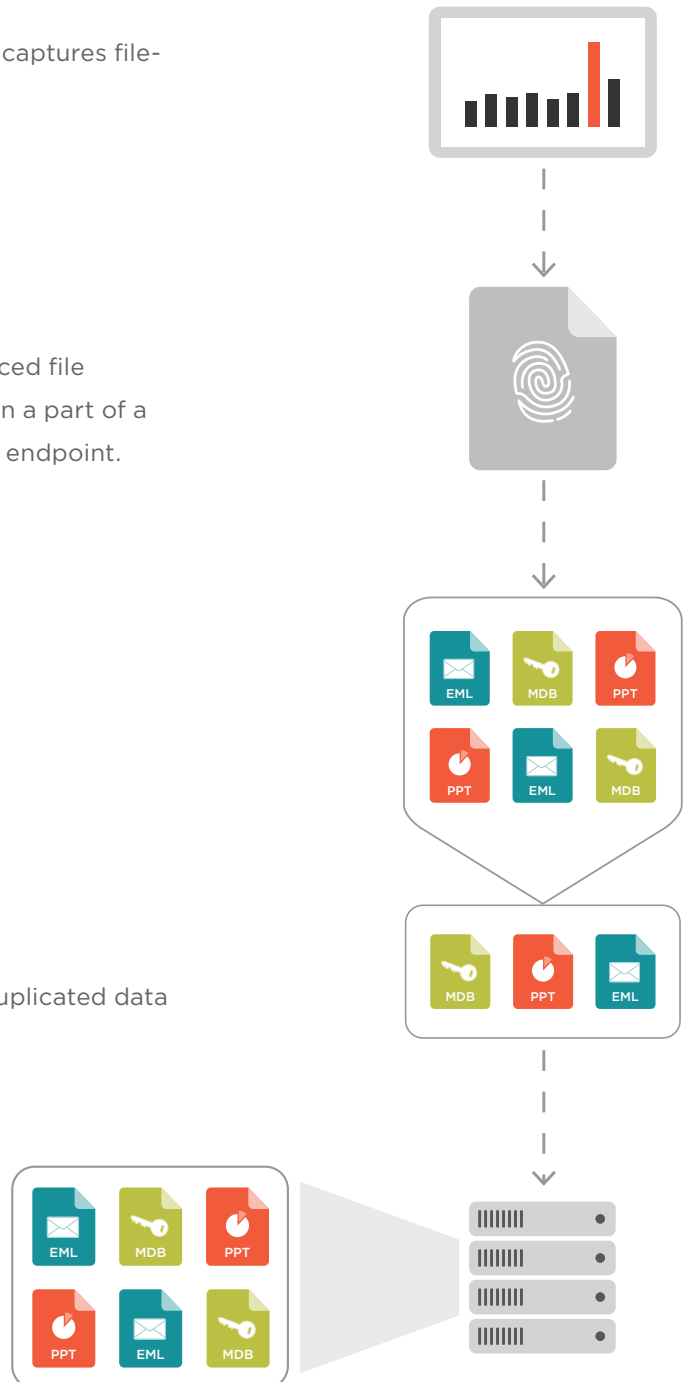 captures file-
ced file
n a part of a
endpoint.
EML MDB PPT
PPT EML MDB
MDB PPT EML
uplicated data
EML MDB PPT
PPT EML MDB